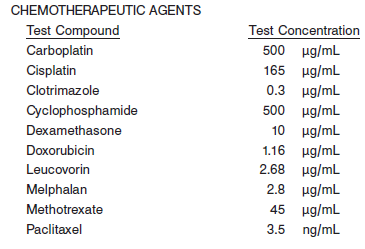 CHEMOTHERAPEUTIC AGENTS
Test Compound Test Concentration
Carboplatin 500 µg/mL
Cisplatin 165 µg/mL
Clotrimazole 0.3 µg/mL
Cyclophosphamide 500 µg/mL
Dexamethasone 10 µg/mL
Doxorubicin 1.16 µg/mL
Leucovorin 2.68 µg/mL
Melphalan 2.8 µg/mL
Methotrexate 45 µg/mL
Paclitaxel 3.5 ng/mL